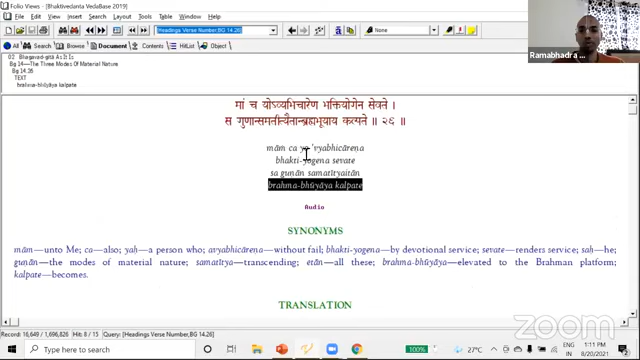 Folio Views - [Bhaktivedanta VedaBase 2019]
File Edit View Search Layout Tools Window Help
[Headings Verse Number,BG 14.26]
None
All Browse Document Contents Hit List Object Search
02. Bhagavad-gītā As It Is
Bg 14—The Three Modes Of Material Nature
Bg 14.26
TEXT
brahma-bhūyāya kalpate
मां च योऽव्यभिचारेण भक्तियोगेन सेवते ।
स गुणान्समतीत्यैतान्ब्रह्मभूयाय कल्पते ॥ २६ ॥
māṁ ca yo 'vyabhicāreṇa
bhakti-yogena sevate
sa guṇān samatītyaitān
brahma-bhūyāya kalpate
Audio
SYNONYMS
mām—unto Me; ca—also; yaḥ—a person who; avyabhicāreṇa—without fail; bhakti-yogena—by devotional service; sevate—renders service; saḥ—he;
guṇān—the modes of material nature; samatītya—transcending; etān—all these; brahma-bhūyāya—elevated to the Brahman platform;
kalpate—becomes.
TRANSLATION
Record: 16,649 / 1,696,826 Hit: 8 / 15 Query: [Headings Verse Number,BG 14.26]
Type here to search
100%
27°C
ENG
IN
1:11 PM
8/20/2021
2
Ramabhadra
zoom